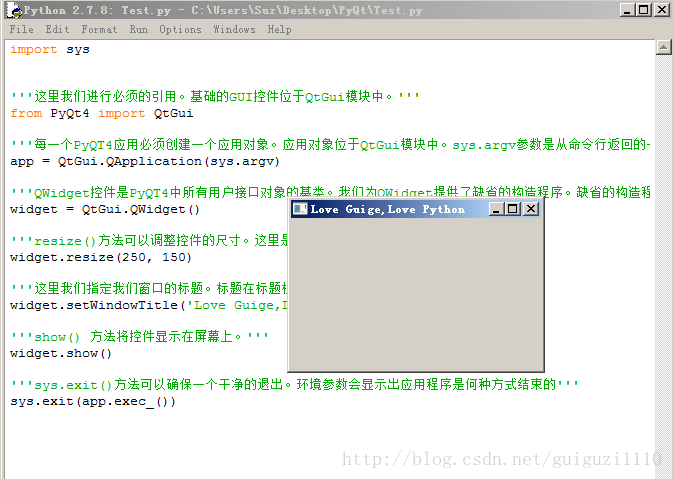 Python 2.7.8: Test.py - C:\Users\Suz\Desktop\PyQt\Test.py
File Edit Format Run Options Windows Help
import sys
'''这里我们进行必须的引用。基础的GUI控件位于QtGui模块中。'''
from PyQt4 import QtGui
'''每一个PyQT4应用必须创建一个应用对象。应用对象位于QtGui模块中。sys.argv参数是从命令行返回的
app = QtGui.QApplication(sys.argv)
'''QWidget控件是PyQT4中所有用户接口对象的基类。我们为QWidget提供了缺省的构造程序。缺省的构造程
widget = QtGui.QWidget()
Love Guige,Love Python
'''resize()方法可以调整控件的尺寸。这里是
widget.resize(250, 150)
'''这里我们指定我们窗口的标题。标题在标题
widget.setWindowTitle('Love Guige,
'''show() 方法将控件显示在屏幕上。'''
widget.show()
'''sys.exit()方法可以确保一个干净的退出。环境参数会显示出应用程序是何种方式结束的'''
sys.exit(app.exec_())
http://blog.csdn.net/guiguzi1110